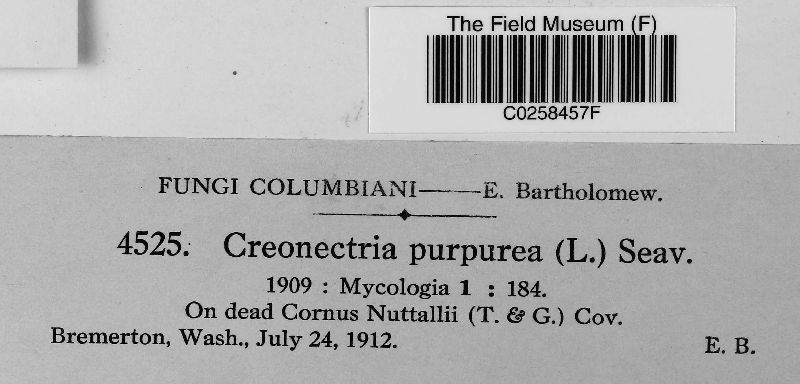 The Field Museum (F)
C0258457F
FUNGI COLUMBIANI——E. Bartholomew.
4525. Creonectria purpurea (L.) Seav.
1909 : Mycologia 1 : 184.
On dead Cornus Nuttallii (T. & G.) Cov.
Bremerton, Wash., July 24, 1912. E. B.